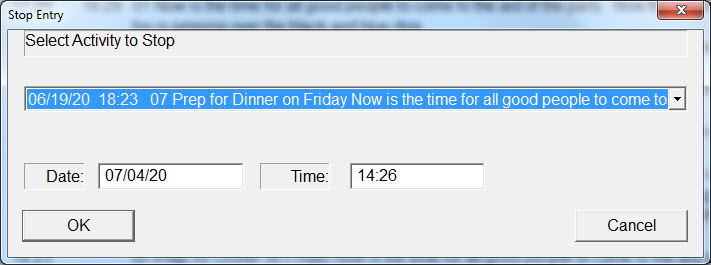 Stop Entry
Select Activity to Stop
06/19/20 18:23 07 Prep for Dinner on Friday Now is the time for all good people to come to
Date: 07/04/20 Time: 14:26
OK Cancel